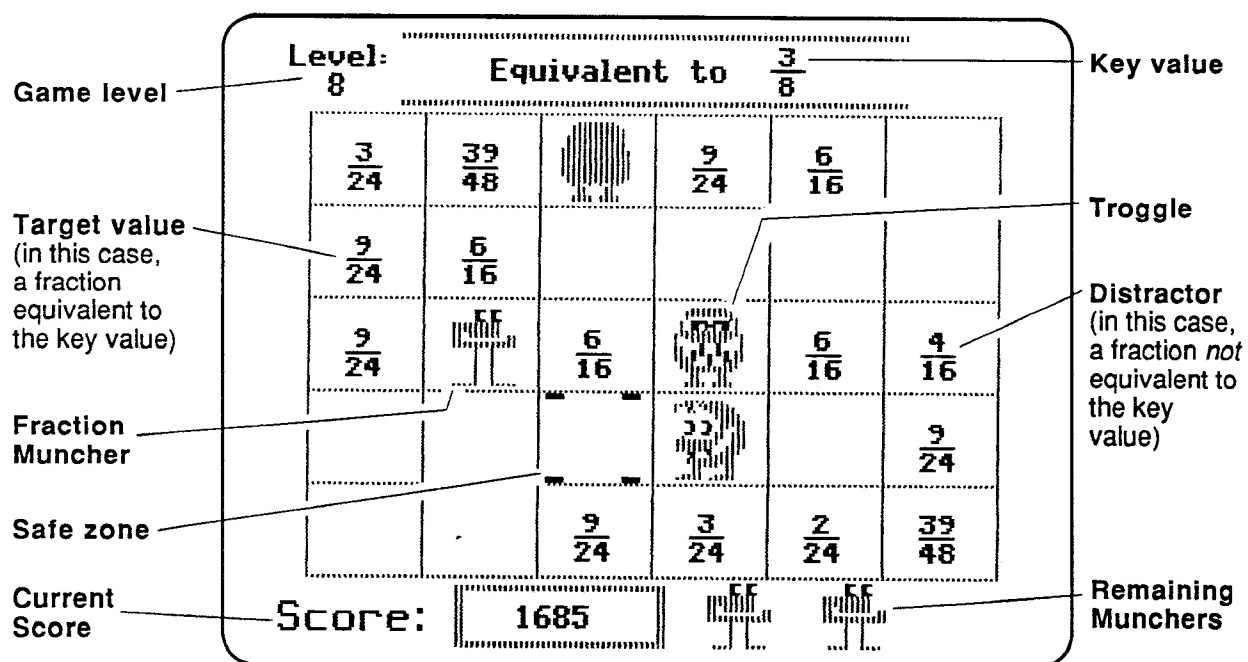 Level:
8
Equivalent to 3/8
Key value
Game level
3/24 39/48 9/24 6/16
Target value
(in this case,
a fraction
equivalent to
the key value)
9/24 6/16
Troggle
9/24 6/16 6/16 4/16
Distractor
(in this case,
a fraction not
equivalent to
the key
value)
Fraction
Muncher
9/24
Safe zone
9/24 3/24 2/24 39/48
Current
Score
Score: 1685
Remaining
Munchers